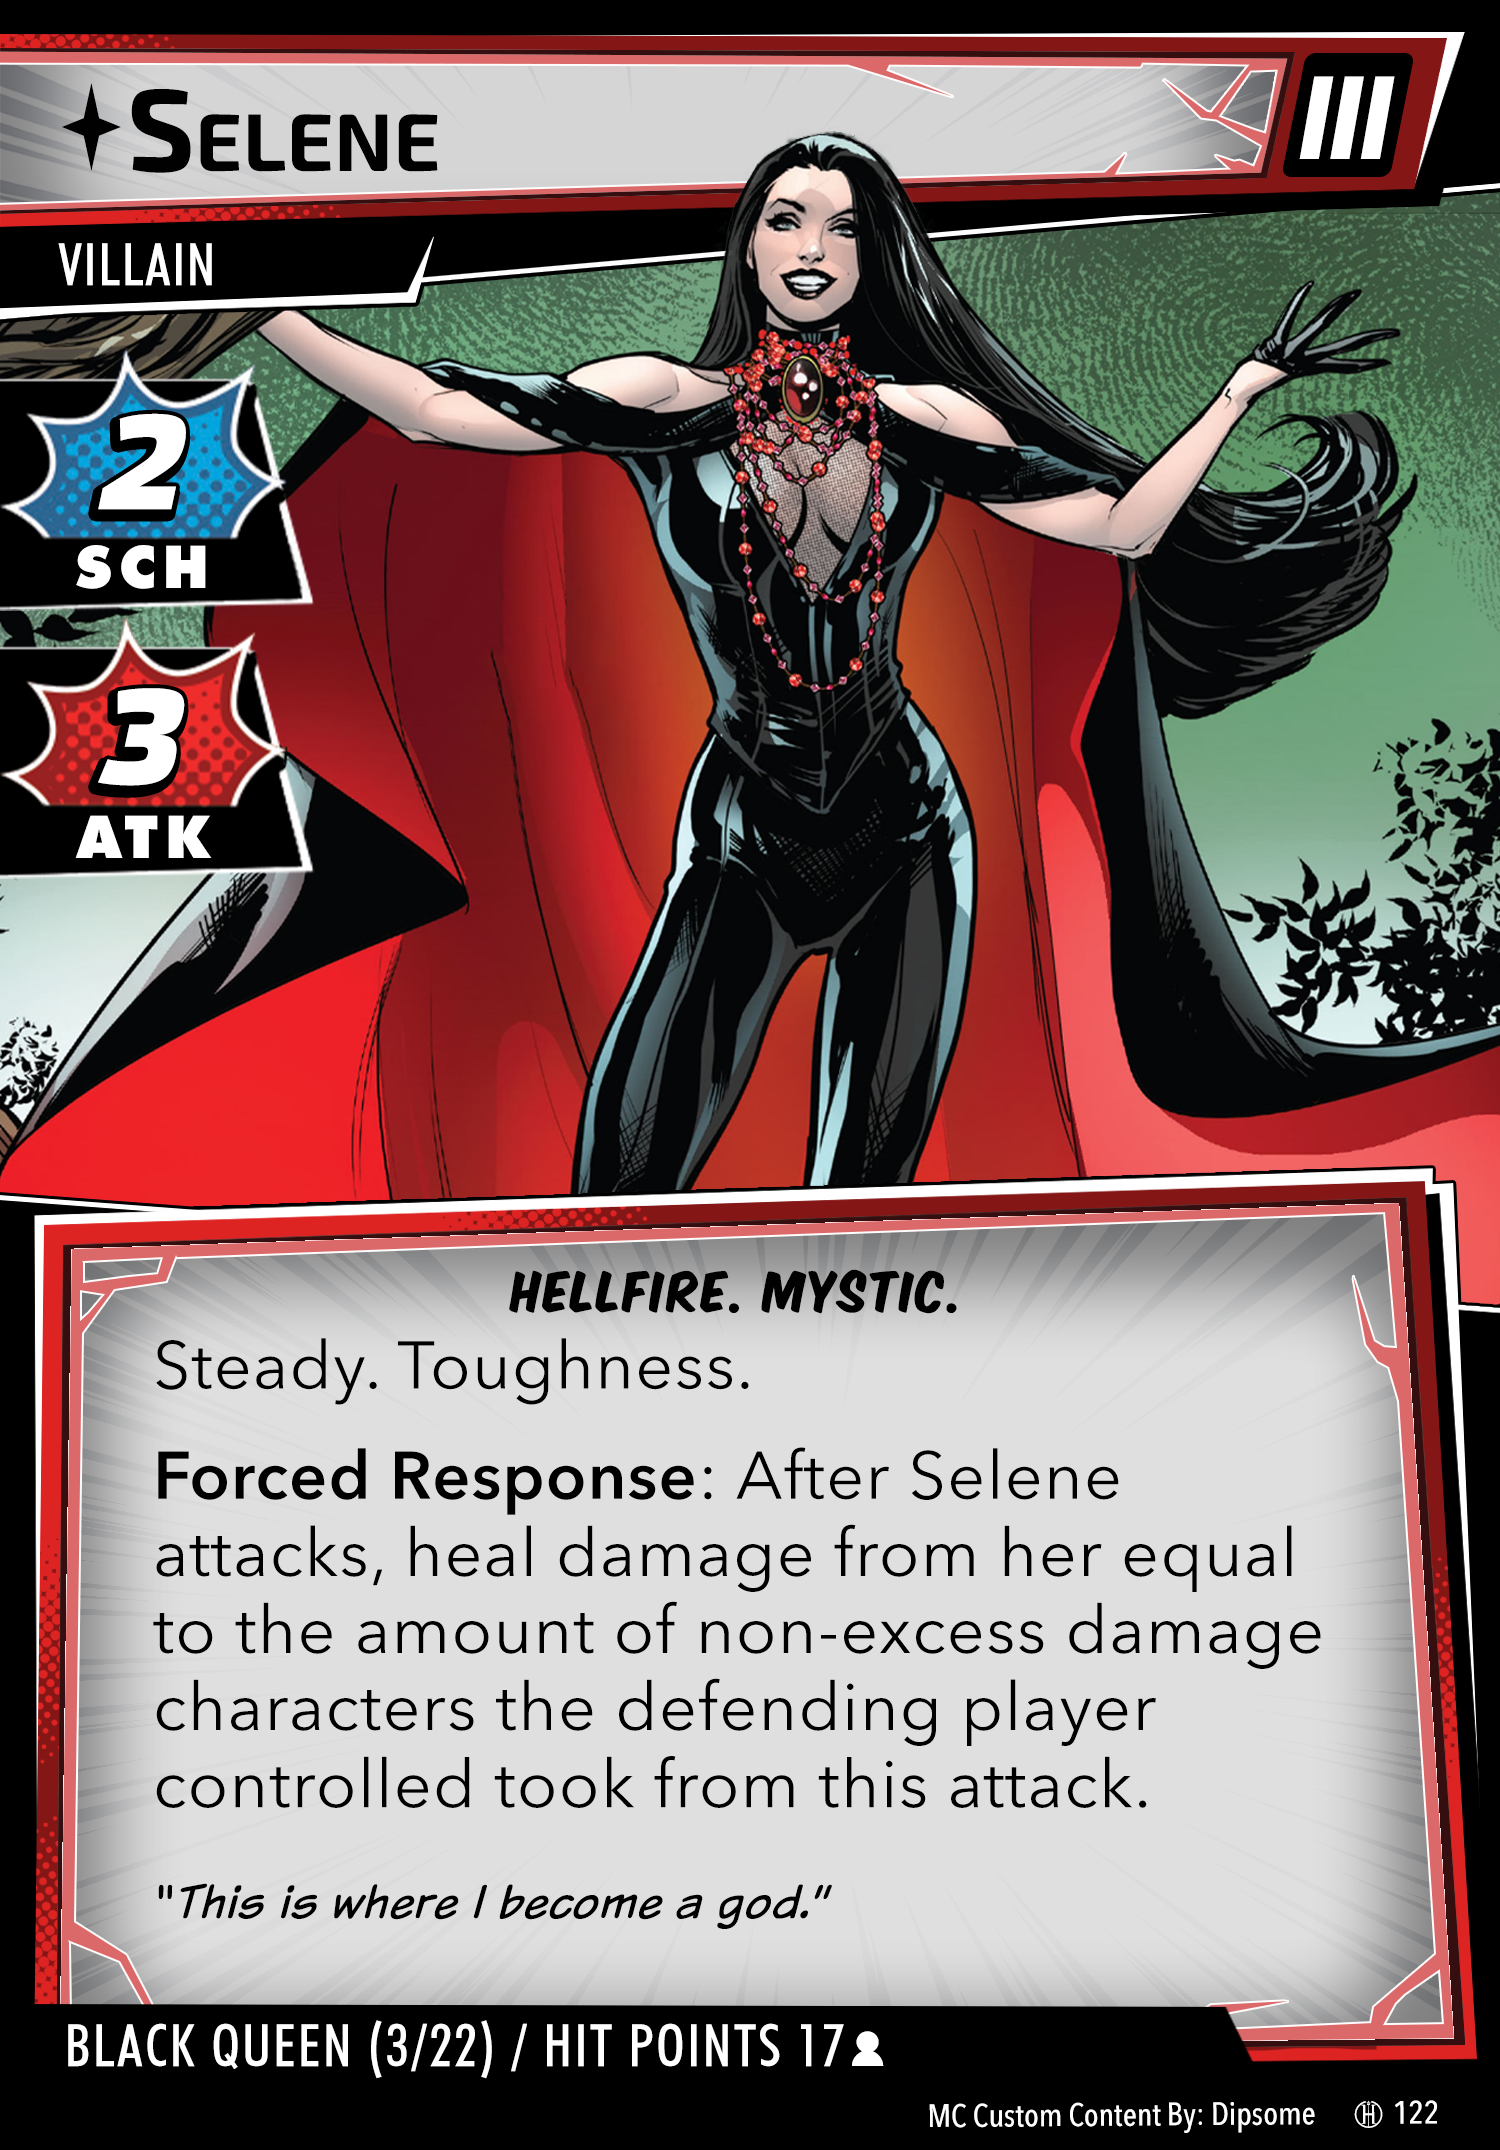 SELENE
III
VILLAIN
2
SCH
3
ATK
HELLFIRE. MYSTIC.
Steady. Toughness.
Forced Response: After Selene
attacks, heal damage from her equal
to the amount of non-excess damage
characters the defending player
controlled took from this attack.
"This is where I become a god."
BLACK QUEEN (3/22) / HIT POINTS 17
MC Custom Content By: Dipsome 122